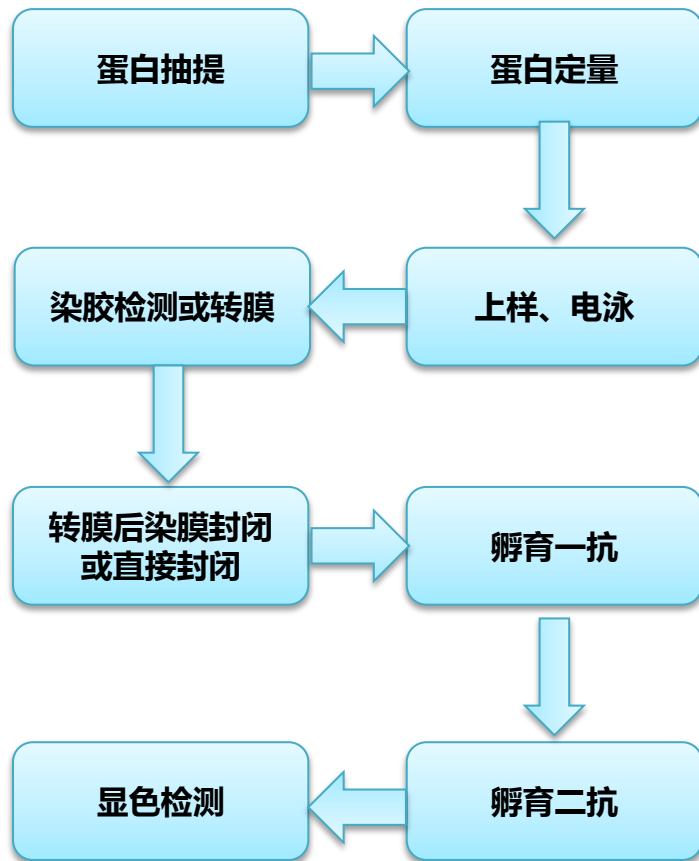 蛋白抽提
蛋白定量
上样、电泳
染胶检测或转膜
转膜后染膜封闭
或直接封闭
孵育一抗
孵育二抗
显色检测